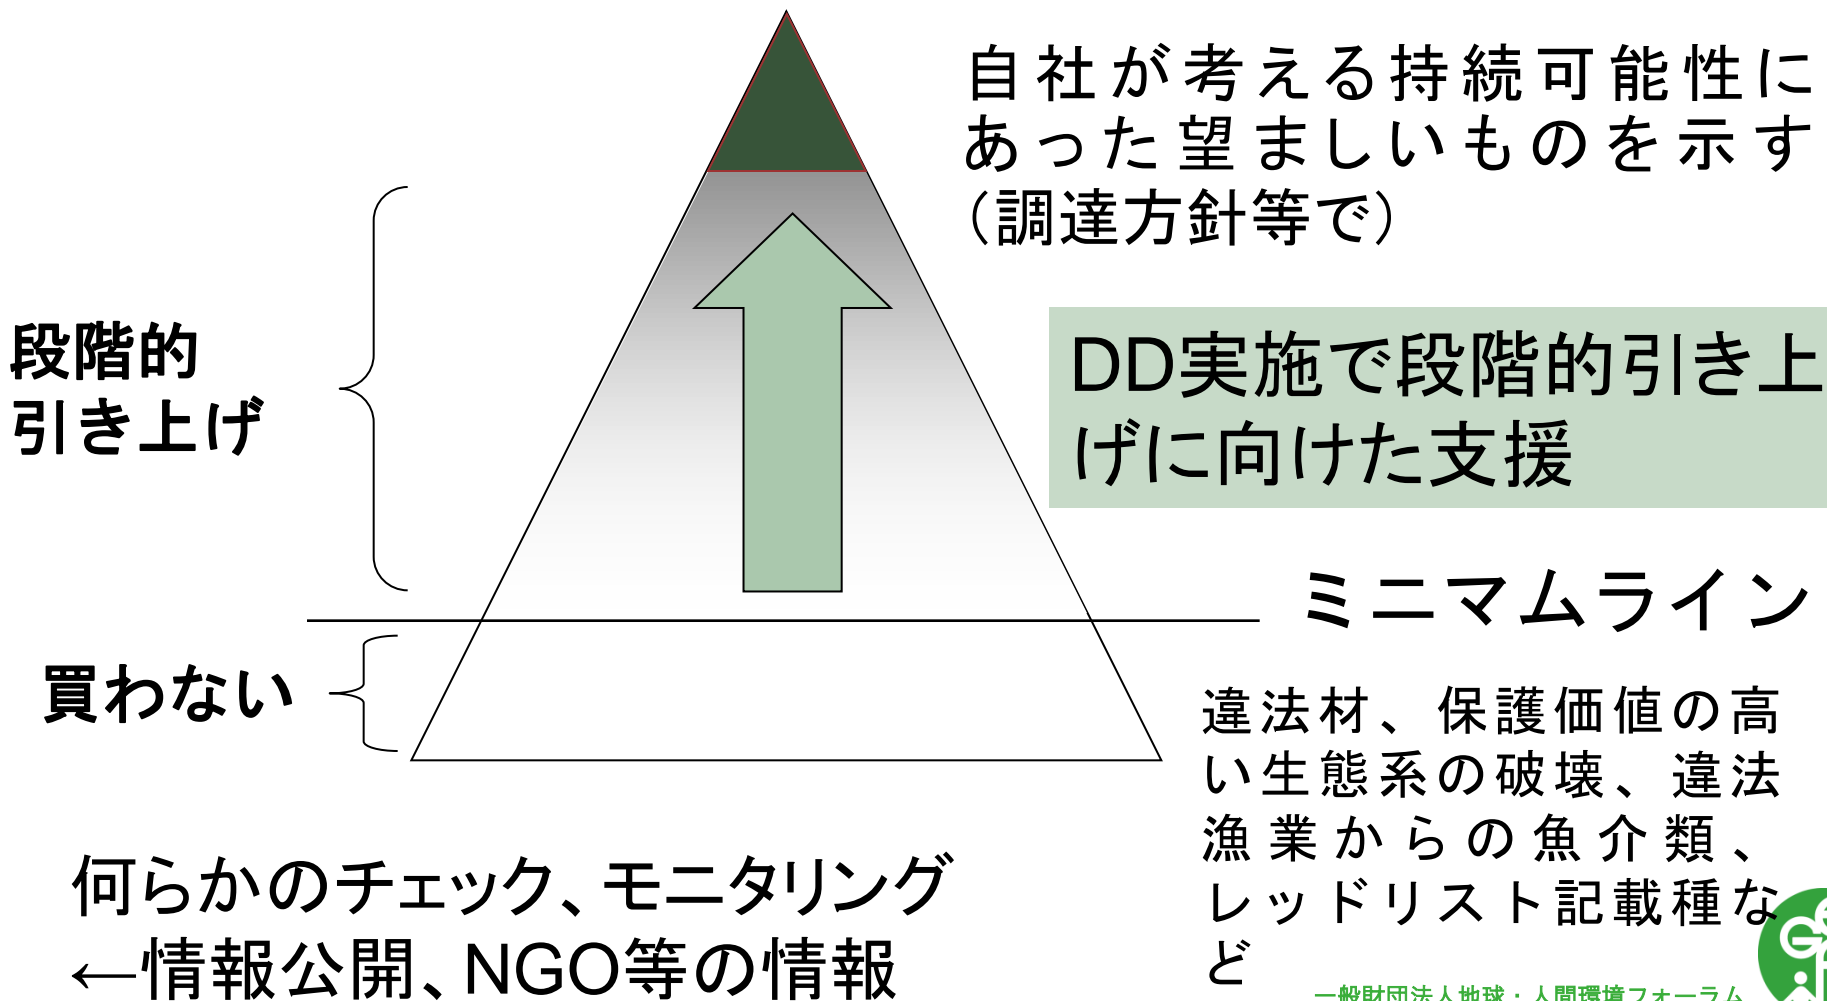 自社が考える持続可能性に
あった望ましいものを示す
（調達方針等で）
段階的
引き上げ
DD実施で段階的引き上
げに向けた支援
ミニマムライン
買わない
違法材、保護価値の高
い生態系の破壊、違法
漁業からの魚介類、
レッドリスト記載種な
ど
何らかのチェック、モニタリング
←情報公開、NGO等の情報
一般財団法人地球・人間環境フォーラム